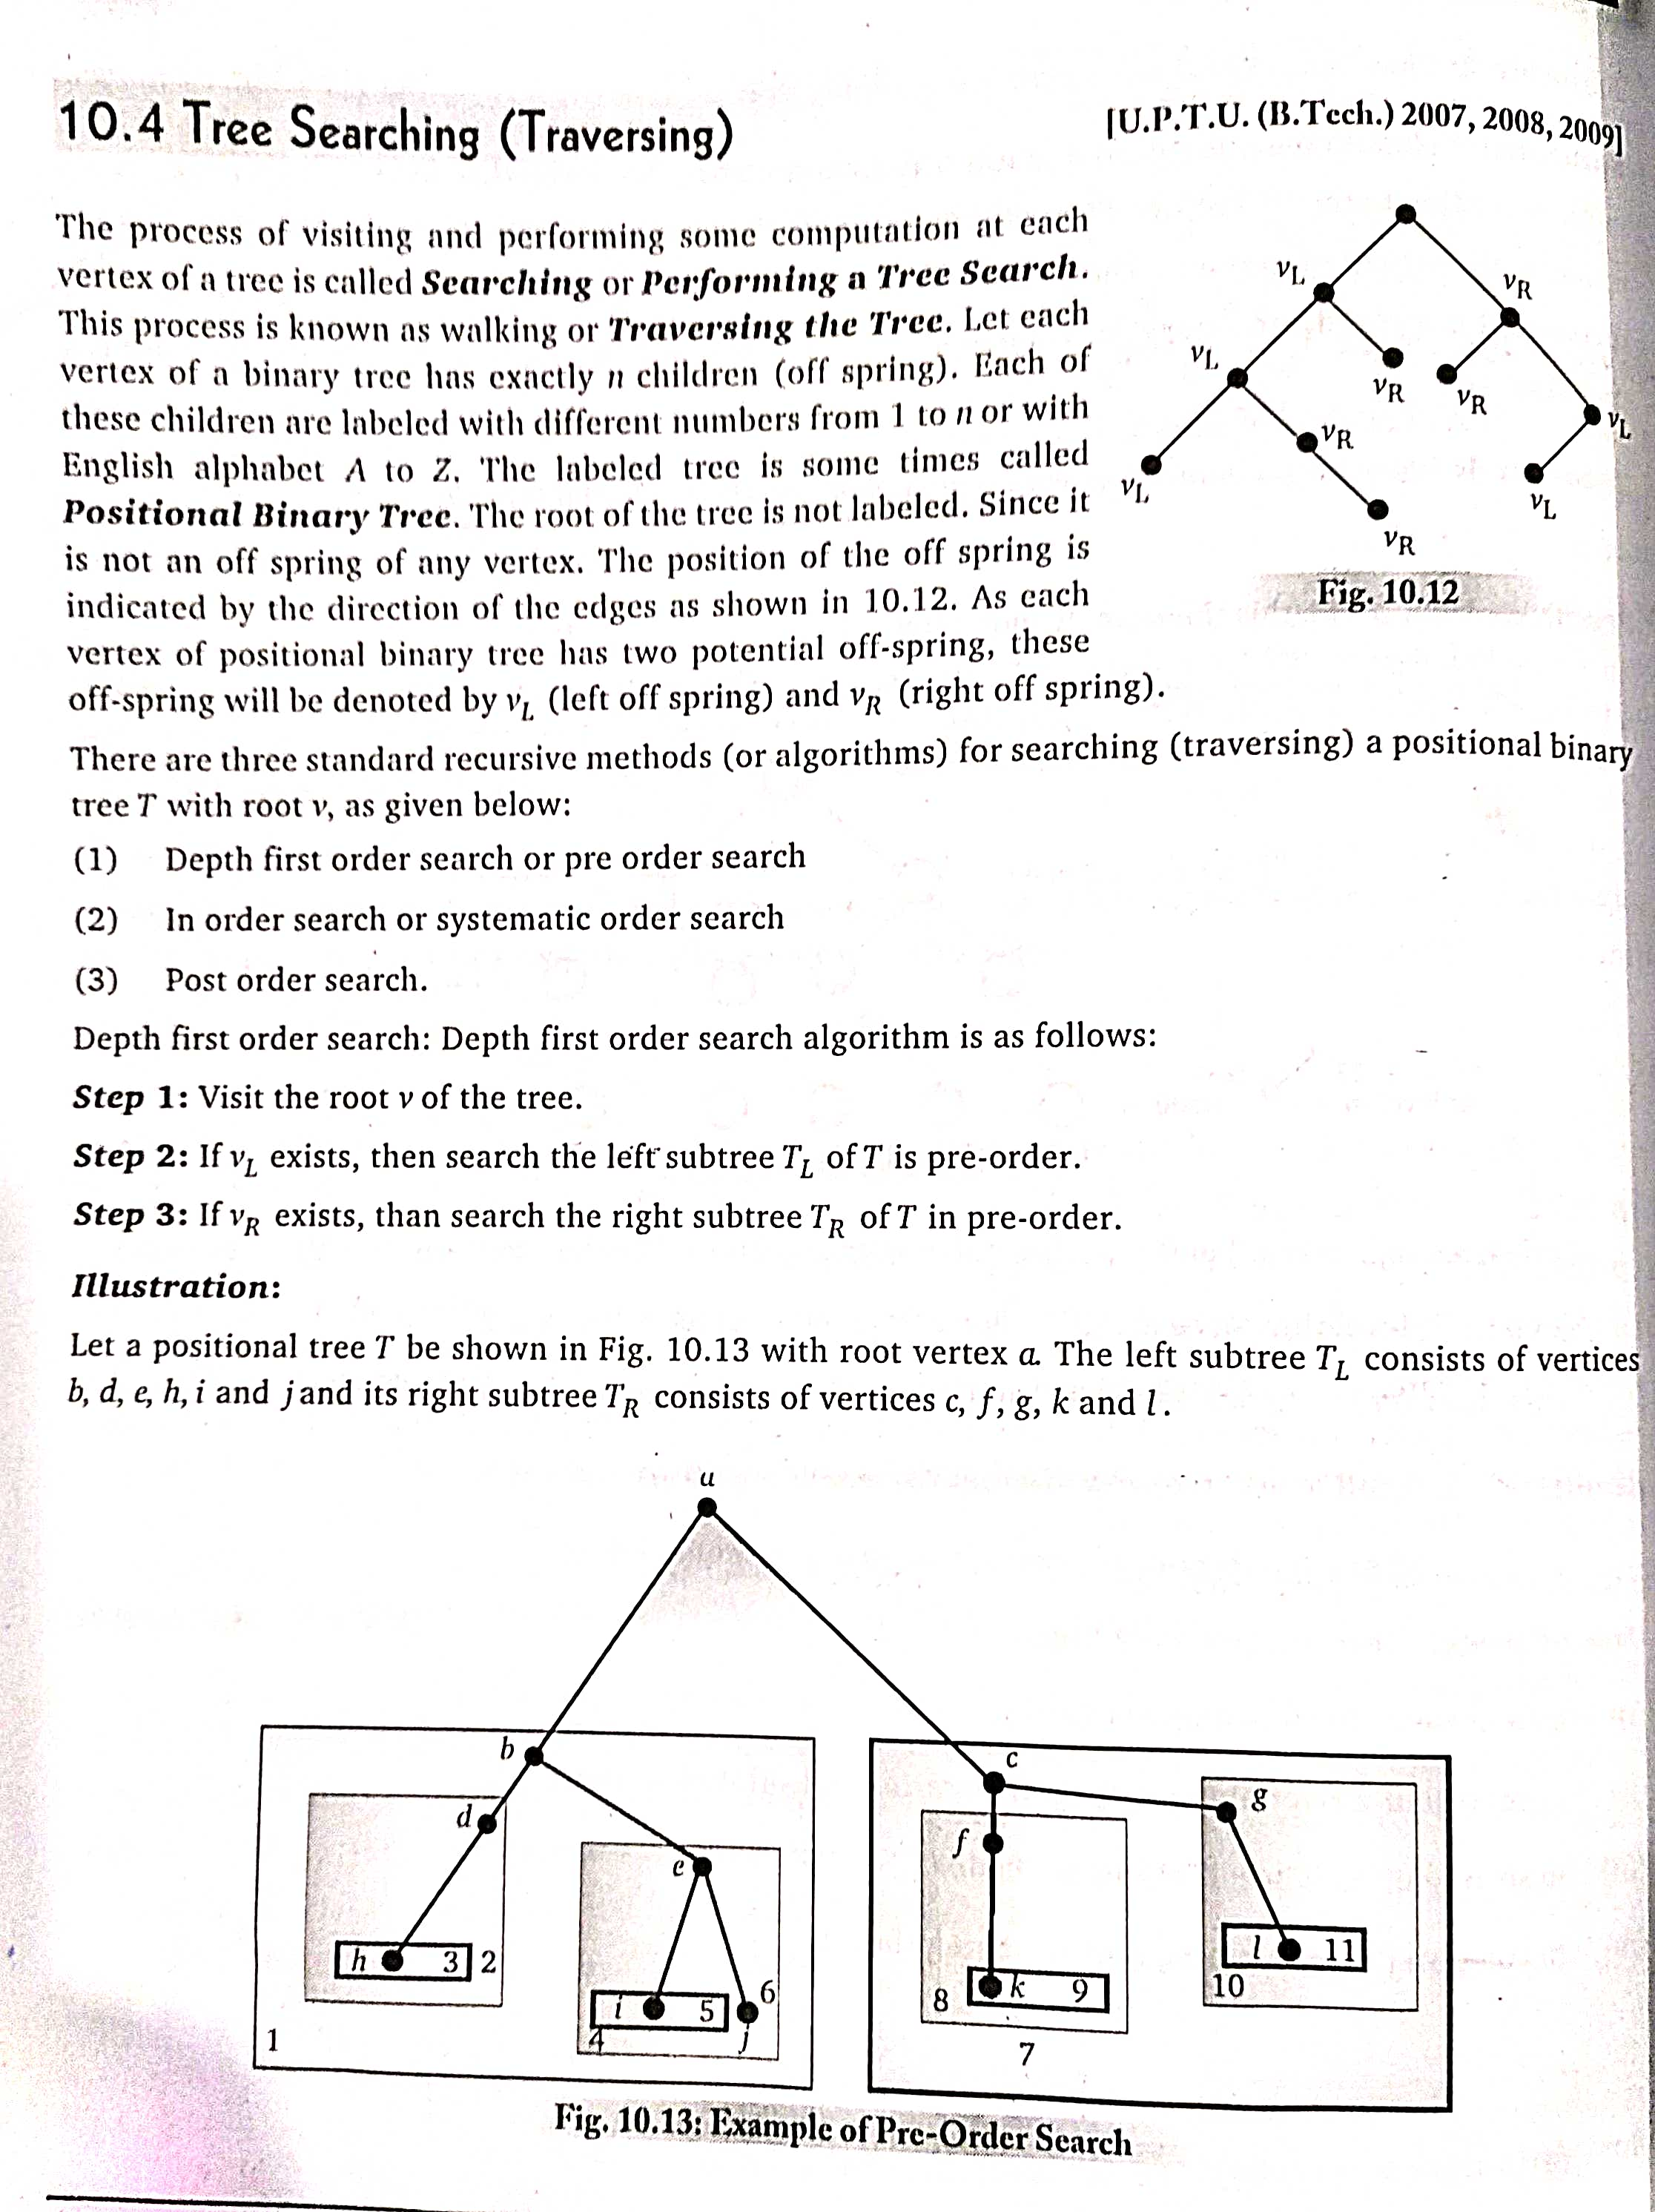 10.4 Tree Searching (Traversing)
[U.P.T.U. (B.Tech.) 2007, 2008, 2009]
The process of visiting and performing some computation at each
vertex of a tree is called Searching or Performing a Tree Search.
This process is known as walking or Traversing the Tree. Let each
vertex of a binary tree has exactly n children (off spring). Each of
these children are labeled with different numbers from 1 to n or with
English alphabet A to Z. The labeled tree is some times called
Positional Binary Tree. The root of the tree is not labeled. Since it
is not an off spring of any vertex. The position of the off spring is
indicated by the direction of the edges as shown in 10.12. As each
vertex of positional binary tree has two potential off-spring, these
off-spring will be denoted by vL (left off spring) and vR (right off spring).
vL
vR
vL
vR
vR
vL
vR
vL
vL
vR
Fig. 10.12
There are three standard recursive methods (or algorithms) for searching (traversing) a positional binary
tree T with root v, as given below:
(1) Depth first order search or pre order search
(2) In order search or systematic order search
(3) Post order search.
Depth first order search: Depth first order search algorithm is as follows:
Step 1: Visit the root v of the tree.
Step 2: If vL exists, then search the left subtree TL of T is pre-order.
Step 3: If vR exists, than search the right subtree TR of T in pre-order.
Illustration:
Let a positional tree T be shown in Fig. 10.13 with root vertex a. The left subtree TL consists of vertices
b, d, e, h, i and j and its right subtree TR consists of vertices c, f, g, k and l.
a
b
c
d
g
f
e
h 3 2
l 11
k 9
10
8
6
i 5
4
j
1
7
Fig. 10.13: Example of Pre-Order Search